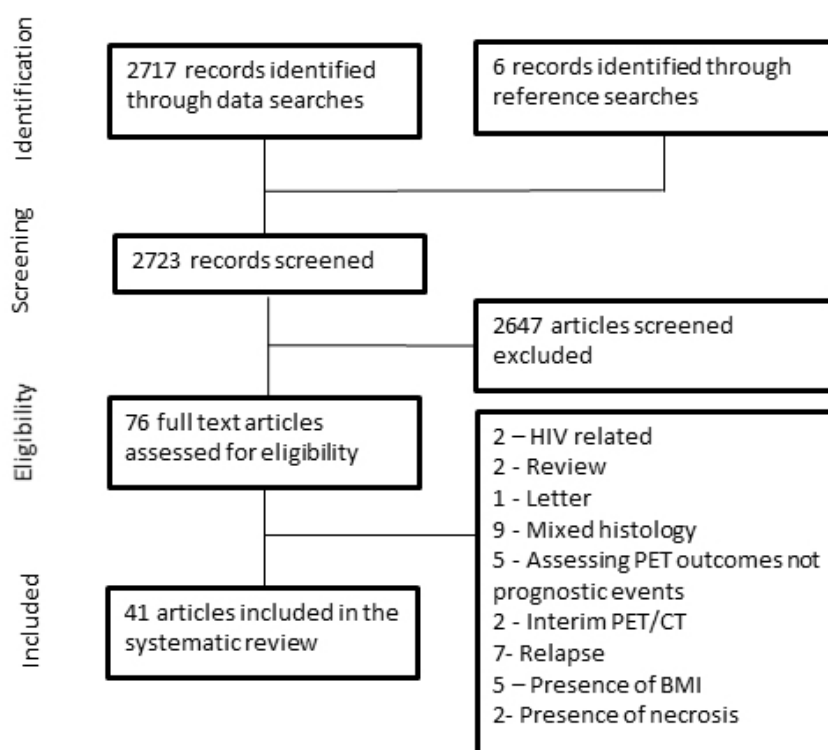 Identification
2717 records identified
through data searches
6 records identified through
reference searches
Screening
2723 records screened
2647 articles screened
excluded
Eligibility
76 full text articles
assessed for eligibility
2 – HIV related
2 - Review
1 - Letter
9 - Mixed histology
5 - Assessing PET outcomes not
prognostic events
2 - Interim PET/CT
7- Relapse
5 – Presence of BMI
2- Presence of necrosis
Included
41 articles included in the
systematic review